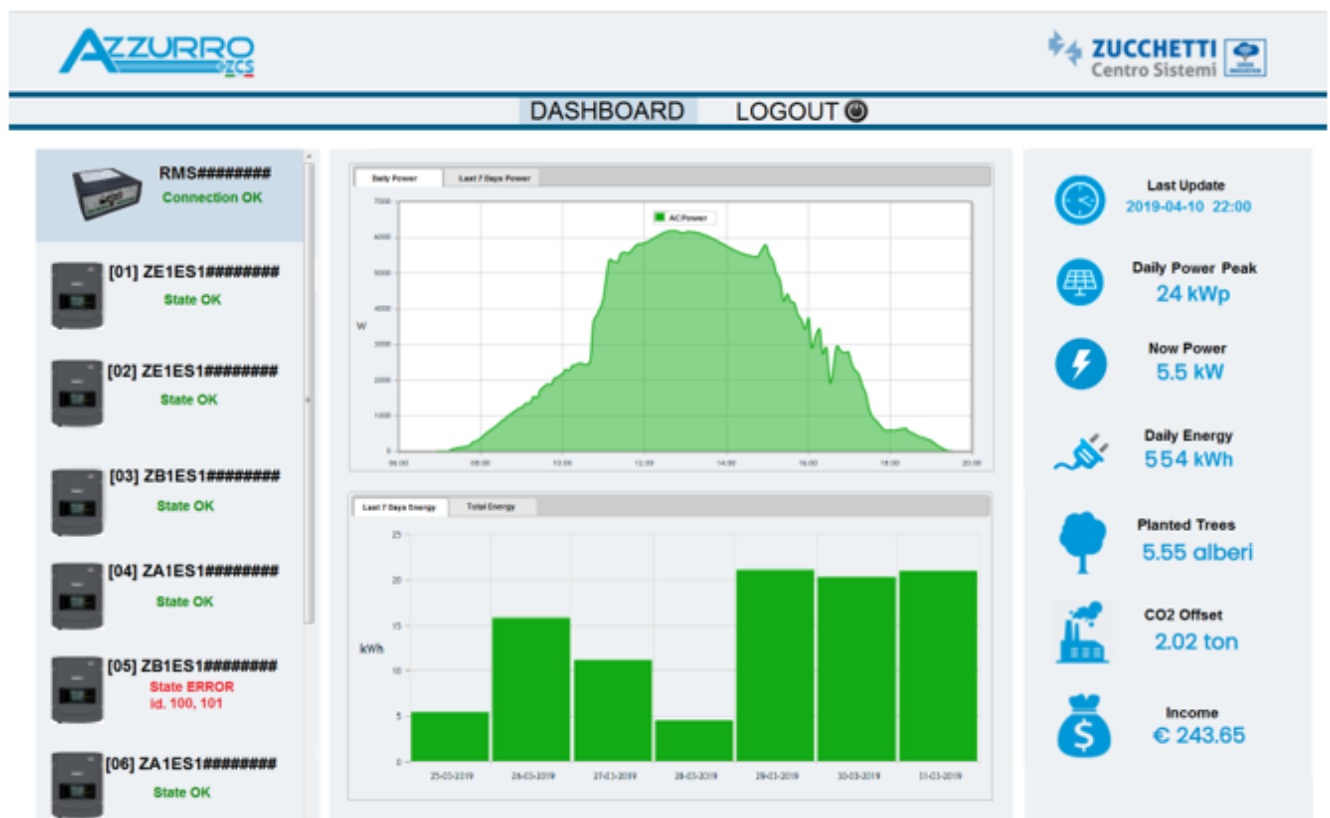 AZZURRO
ZCS
ZUCCHETTI
Centro Sistemi
DASHBOARD LOGOUT
RMS########
Connection OK
[01] ZE1ES1########
State OK
[02] ZE1ES1########
State OK
[03] ZB1ES1########
State OK
[04] ZA1ES1########
State OK
[05] ZB1ES1########
State ERROR
id. 100, 101
[06] ZA1ES1########
State OK
Daily Power Last 7 Days Power
AC Power
7000
6000
5000
4000
W
3000
2000
1000
0
06:00 08:00 10:00 12:00 14:00 16:00 18:00 20:00
Last 7 Days Energy Total Energy
25
20
15
kWh
10
5
0
25-03-2019 26-03-2019 27-03-2019 28-03-2019 29-03-2019 30-03-2019 31-03-2019
Last Update
2019-04-10 22:00
Daily Power Peak
24 kWp
Now Power
5.5 kW
Daily Energy
554 kWh
Planted Trees
5.55 alberi
CO2 Offset
2.02 ton
Income
€ 243.65